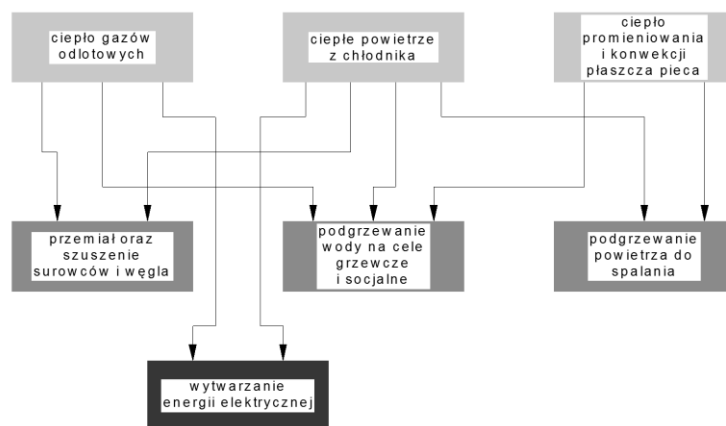 ciepło gazów
odlotowych
ciepłe powietrze
z chłodnika
ciepło
promieniowania
i konwekcji
płaszcza pieca
przemiał oraz
szuszenie
surowców i węgla
podgrzewanie
wody na cele
grzewcze
i socjalne
podgrzewanie
powietrza do
spalania
wytwarzanie
energii elektrycznej